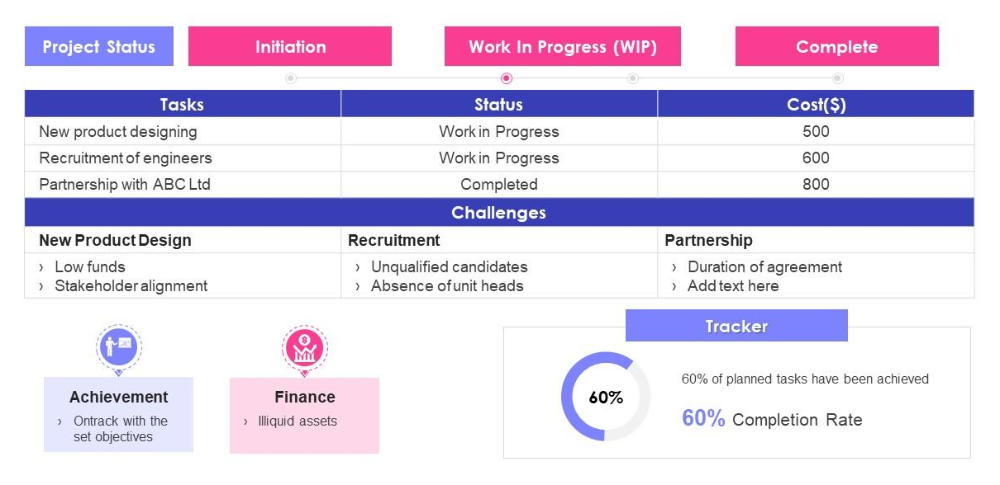 Project Status
Initiation
Work In Progress (WIP)
Complete
Tasks Status Cost($)
New product designing Work in Progress 500
Recruitment of engineers Work in Progress 600
Partnership with ABC Ltd Completed 800
Challenges
New Product Design Recruitment Partnership
› Low funds › Unqualified candidates › Duration of agreement
› Stakeholder alignment › Absence of unit heads › Add text here
Achievement
› Ontrack with the
set objectives
$
Finance
› Illiquid assets
Tracker
60%
60% of planned tasks have been achieved
60% Completion Rate